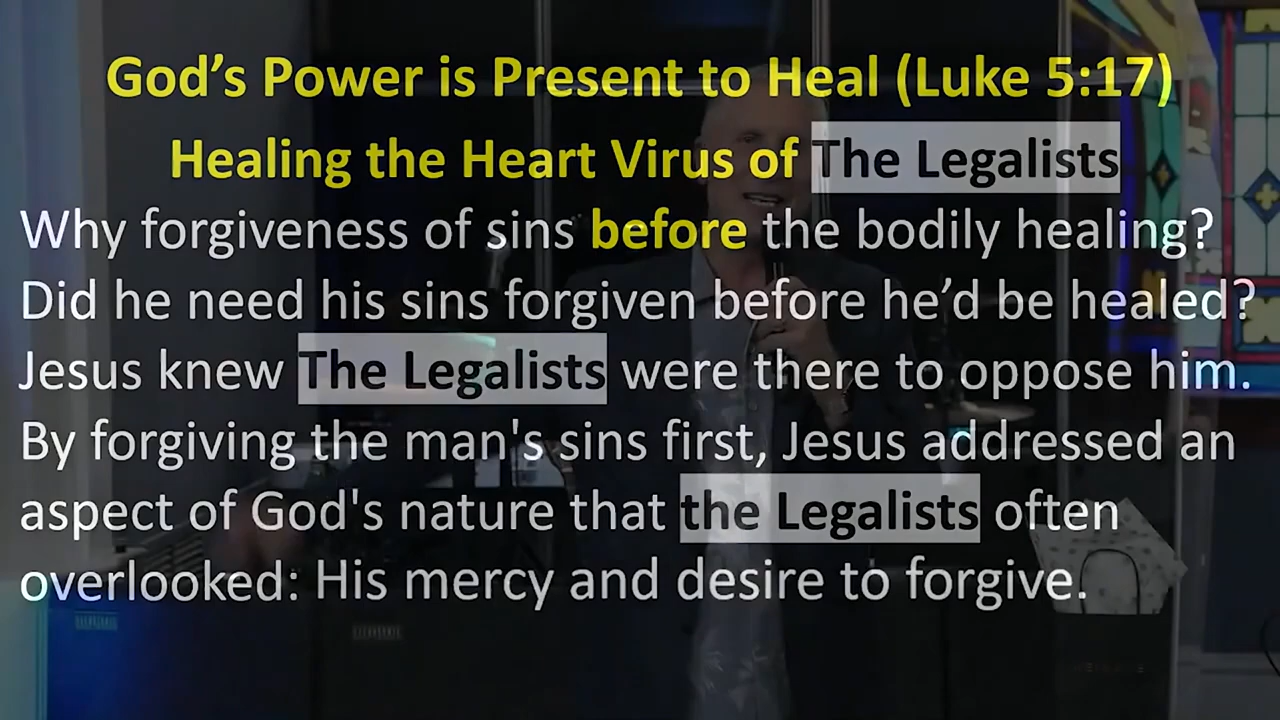 God’s Power is Present to Heal (Luke 5:17)
Healing the Heart Virus of The Legalists
Why forgiveness of sins before the bodily healing?
Did he need his sins forgiven before he’d be healed?
Jesus knew The Legalists were there to oppose him.
By forgiving the man's sins first, Jesus addressed an
aspect of God's nature that the Legalists often
overlooked: His mercy and desire to forgive.